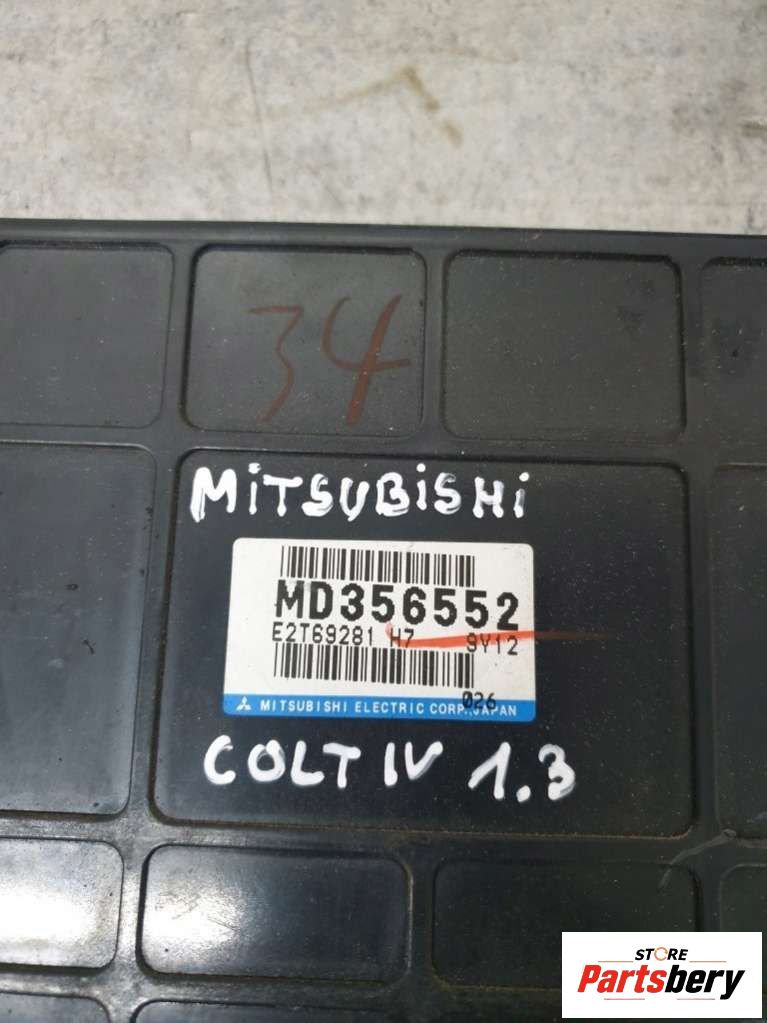 34
MiTSUBiSHi
MD356552
E2T69281 H7 9Y12
026
MITSUBISHI ELECTRIC CORP. JAPAN
COLT IV 1.3
STORE
Partsbery